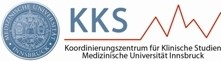 KKS
Koordinierungszentrum für Klinische Studien
Medizinische Universität Innsbruck